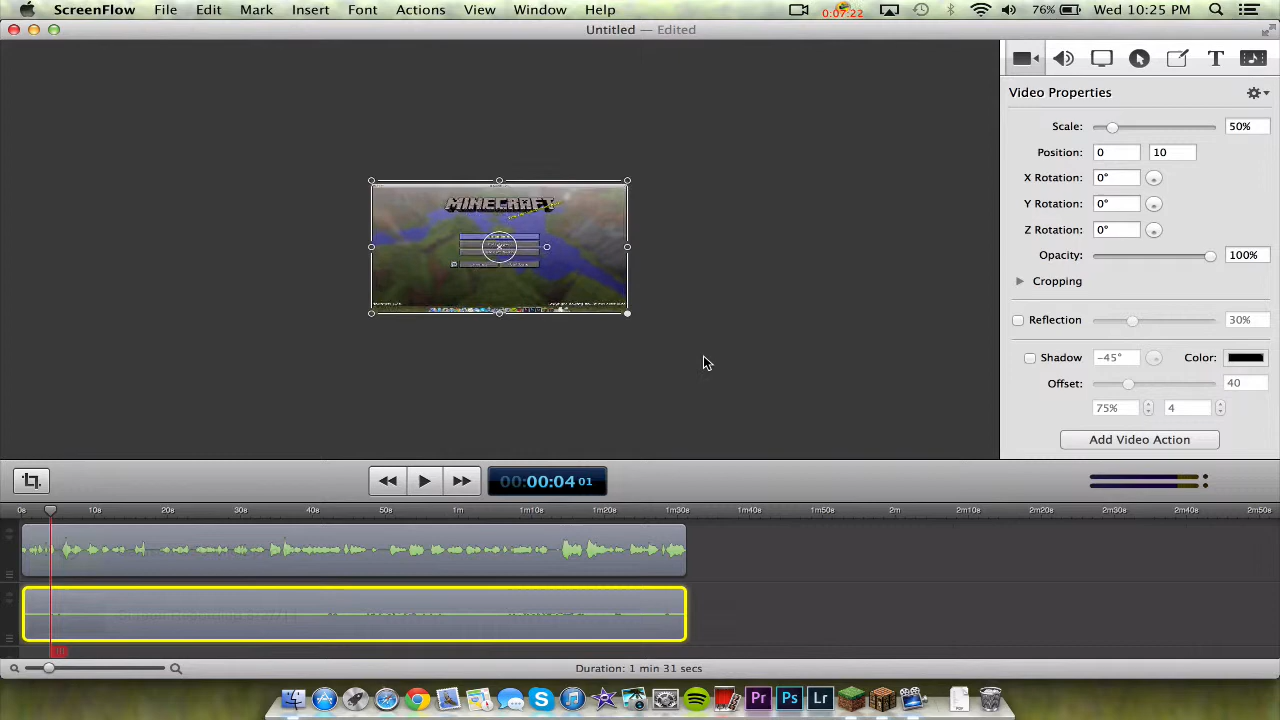 ScreenFlow File Edit Mark Insert Font Actions View Window Help 0:07:22 76% Wed 10:25 PM
Untitled — Edited
MINECRAFT
Video Properties
Scale: 50%
Position: 0 10
X Rotation: 0°
Y Rotation: 0°
Z Rotation: 0°
Opacity: 100%
Cropping
Reflection 30%
Shadow -45° Color:
Offset: 40
75% 4
Add Video Action
00:00:04 01
0s 10s 20s 30s 40s 50s 1m 1m10s 1m20s 1m30s 1m40s 1m50s 2m 2m10s 2m20s 2m30s 2m40s 2m50s
Duration: 1 min 31 secs
Pr Ps Lr